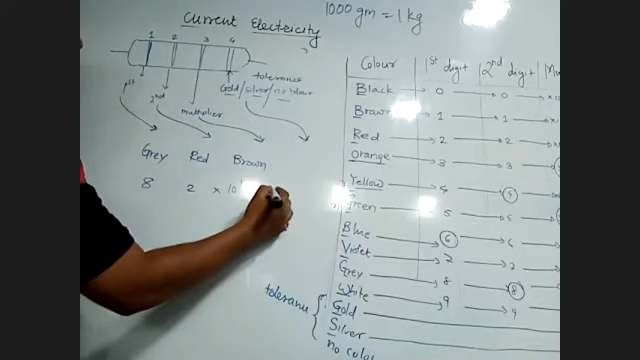 Current Electricity
1000 gm = 1 kg
1 2 3 4
tolerance
Gold/silver/no colour
1st
2nd
multiplier
Grey Red Brown
8 2 × 10
Colour 1st digit 2nd digit
Black 0 0
Brown 1 1
Red 2 2
Orange 3 3
Yellow 4 4
Green 5 5
Blue 6 6
Violet 7 7
Grey 8 8
White 9 9
tolerance
Gold
Silver
no colou